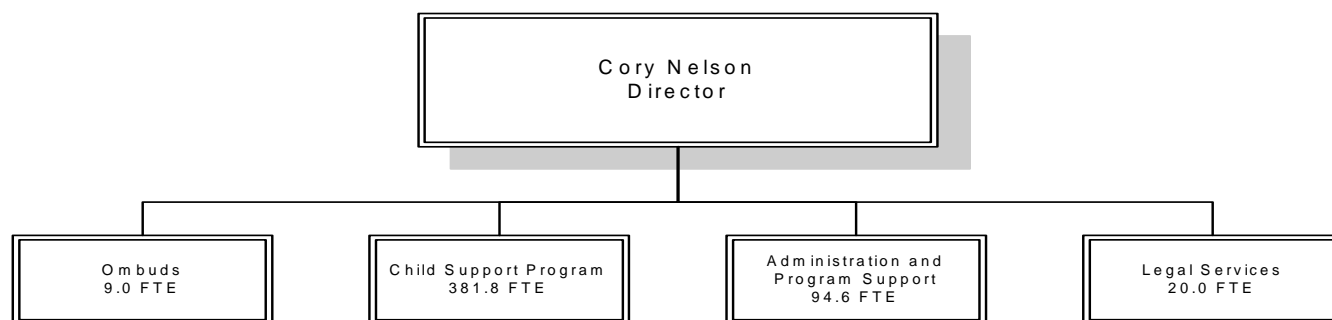 Cory Nelson
Director
Ombuds
9.0 FTE
Child Support Program
381.8 FTE
Administration and
Program Support
94.6 FTE
Legal Services
20.0 FTE